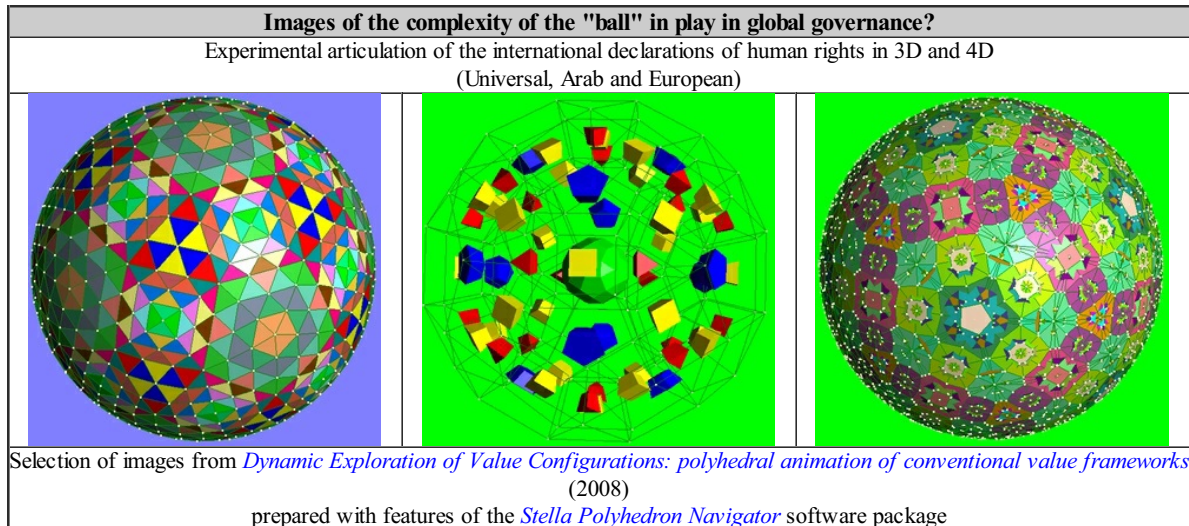 Images of the complexity of the "ball" in play in global governance?
Experimental articulation of the international declarations of human rights in 3D and 4D
(Universal, Arab and European)
Selection of images from Dynamic Exploration of Value Configurations: polyhedral animation of conventional value frameworks
(2008)
prepared with features of the Stella Polyhedron Navigator software package